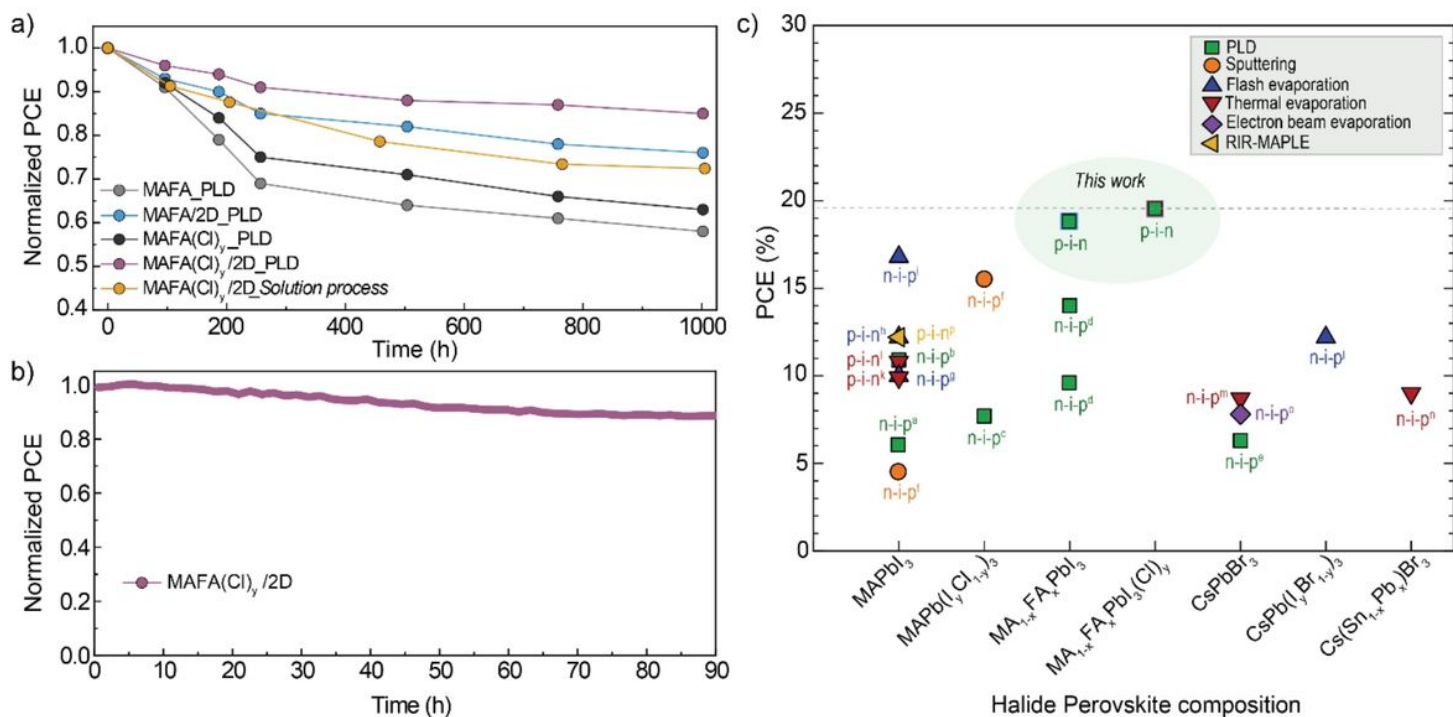 a)
Normalized PCE
1.0
0.9
0.8
0.7
0.6
0.5
0.4
MAFA_PLD
MAFA/2D_PLD
MAFA(Cl)y_PLD
MAFA(Cl)y/2D_PLD
MAFA(Cl)y/2D_Solution process
0 200 400 600 800 1000
Time (h)
b)
Normalized PCE
1.0
0.8
0.6
0.4
0.2
0.0
MAFA(Cl)y/2D
0 10 20 30 40 50 60 70 80 90
Time (h)
c)
PCE (%)
30
25
20
15
10
5
0
PLD
Sputtering
Flash evaporation
Thermal evaporation
Electron beam evaporation
RIR-MAPLE
This work
p-i-n
p-i-n
n-i-pf
n-i-pd
p-i-nh
p-i-np
n-i-pb
p-i-nk
n-i-pg
n-i-pd
n-i-pm
n-i-po
n-i-pn
n-i-pa
n-i-pc
n-i-pe
n-i-pf
MAPbI3
MAPb(IyCl1-y)3
MA1-xFAxPbI3
MA1-xFAxPbI3(Cl)y
CsPbBr3
CsPb(IyBr1-y)3
Cs(Sn1-xPbx)Br3
Halide Perovskite composition